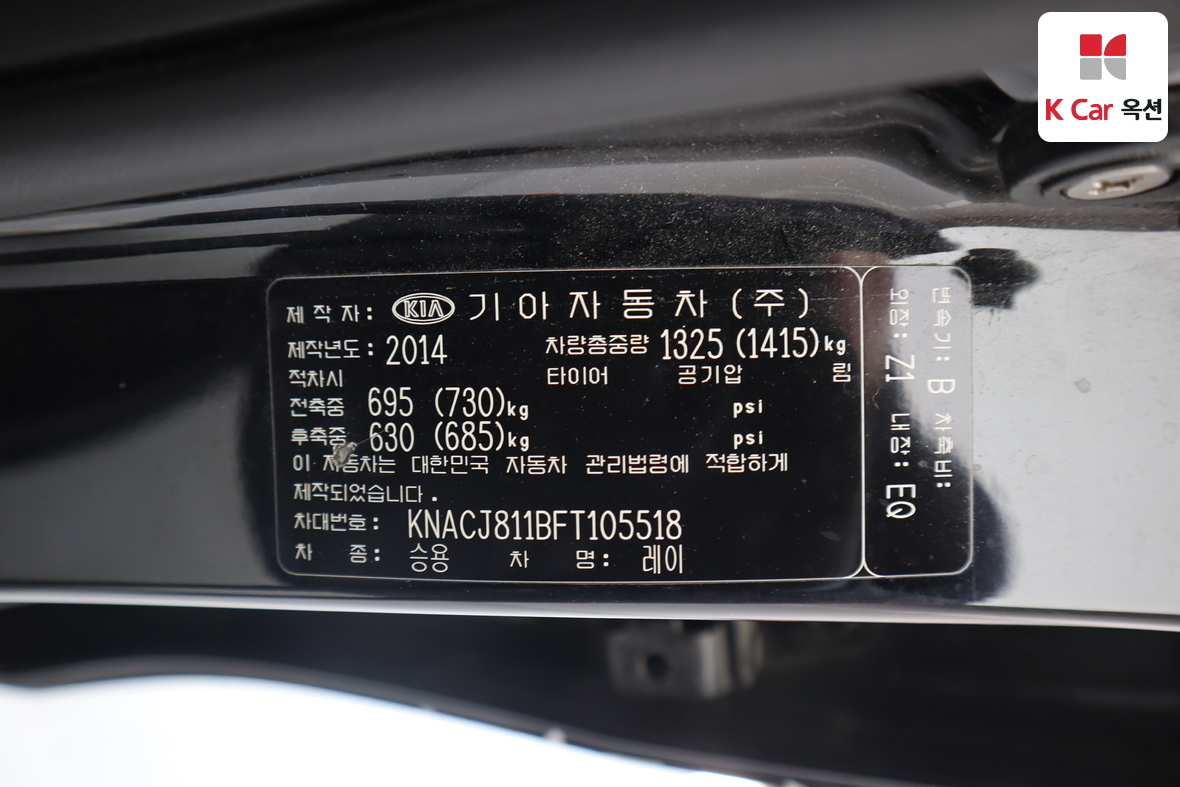 K Car 옥션
제작자: KIA 기아자동차(주)
제작년도: 2014 차량총중량 1325 (1415)kg
적차시 타이어 공기압 림
전축중 695 (730)kg psi
후축중 630 (685)kg psi
이 자동차는 대한민국 자동차 관리법령에 적합하게
제작되었습니다.
차대번호: KNACJ811BFT105518
차 종: 승용 차 명: 레이
변속기: B 차축비:
외장: Z1 내장: EQ